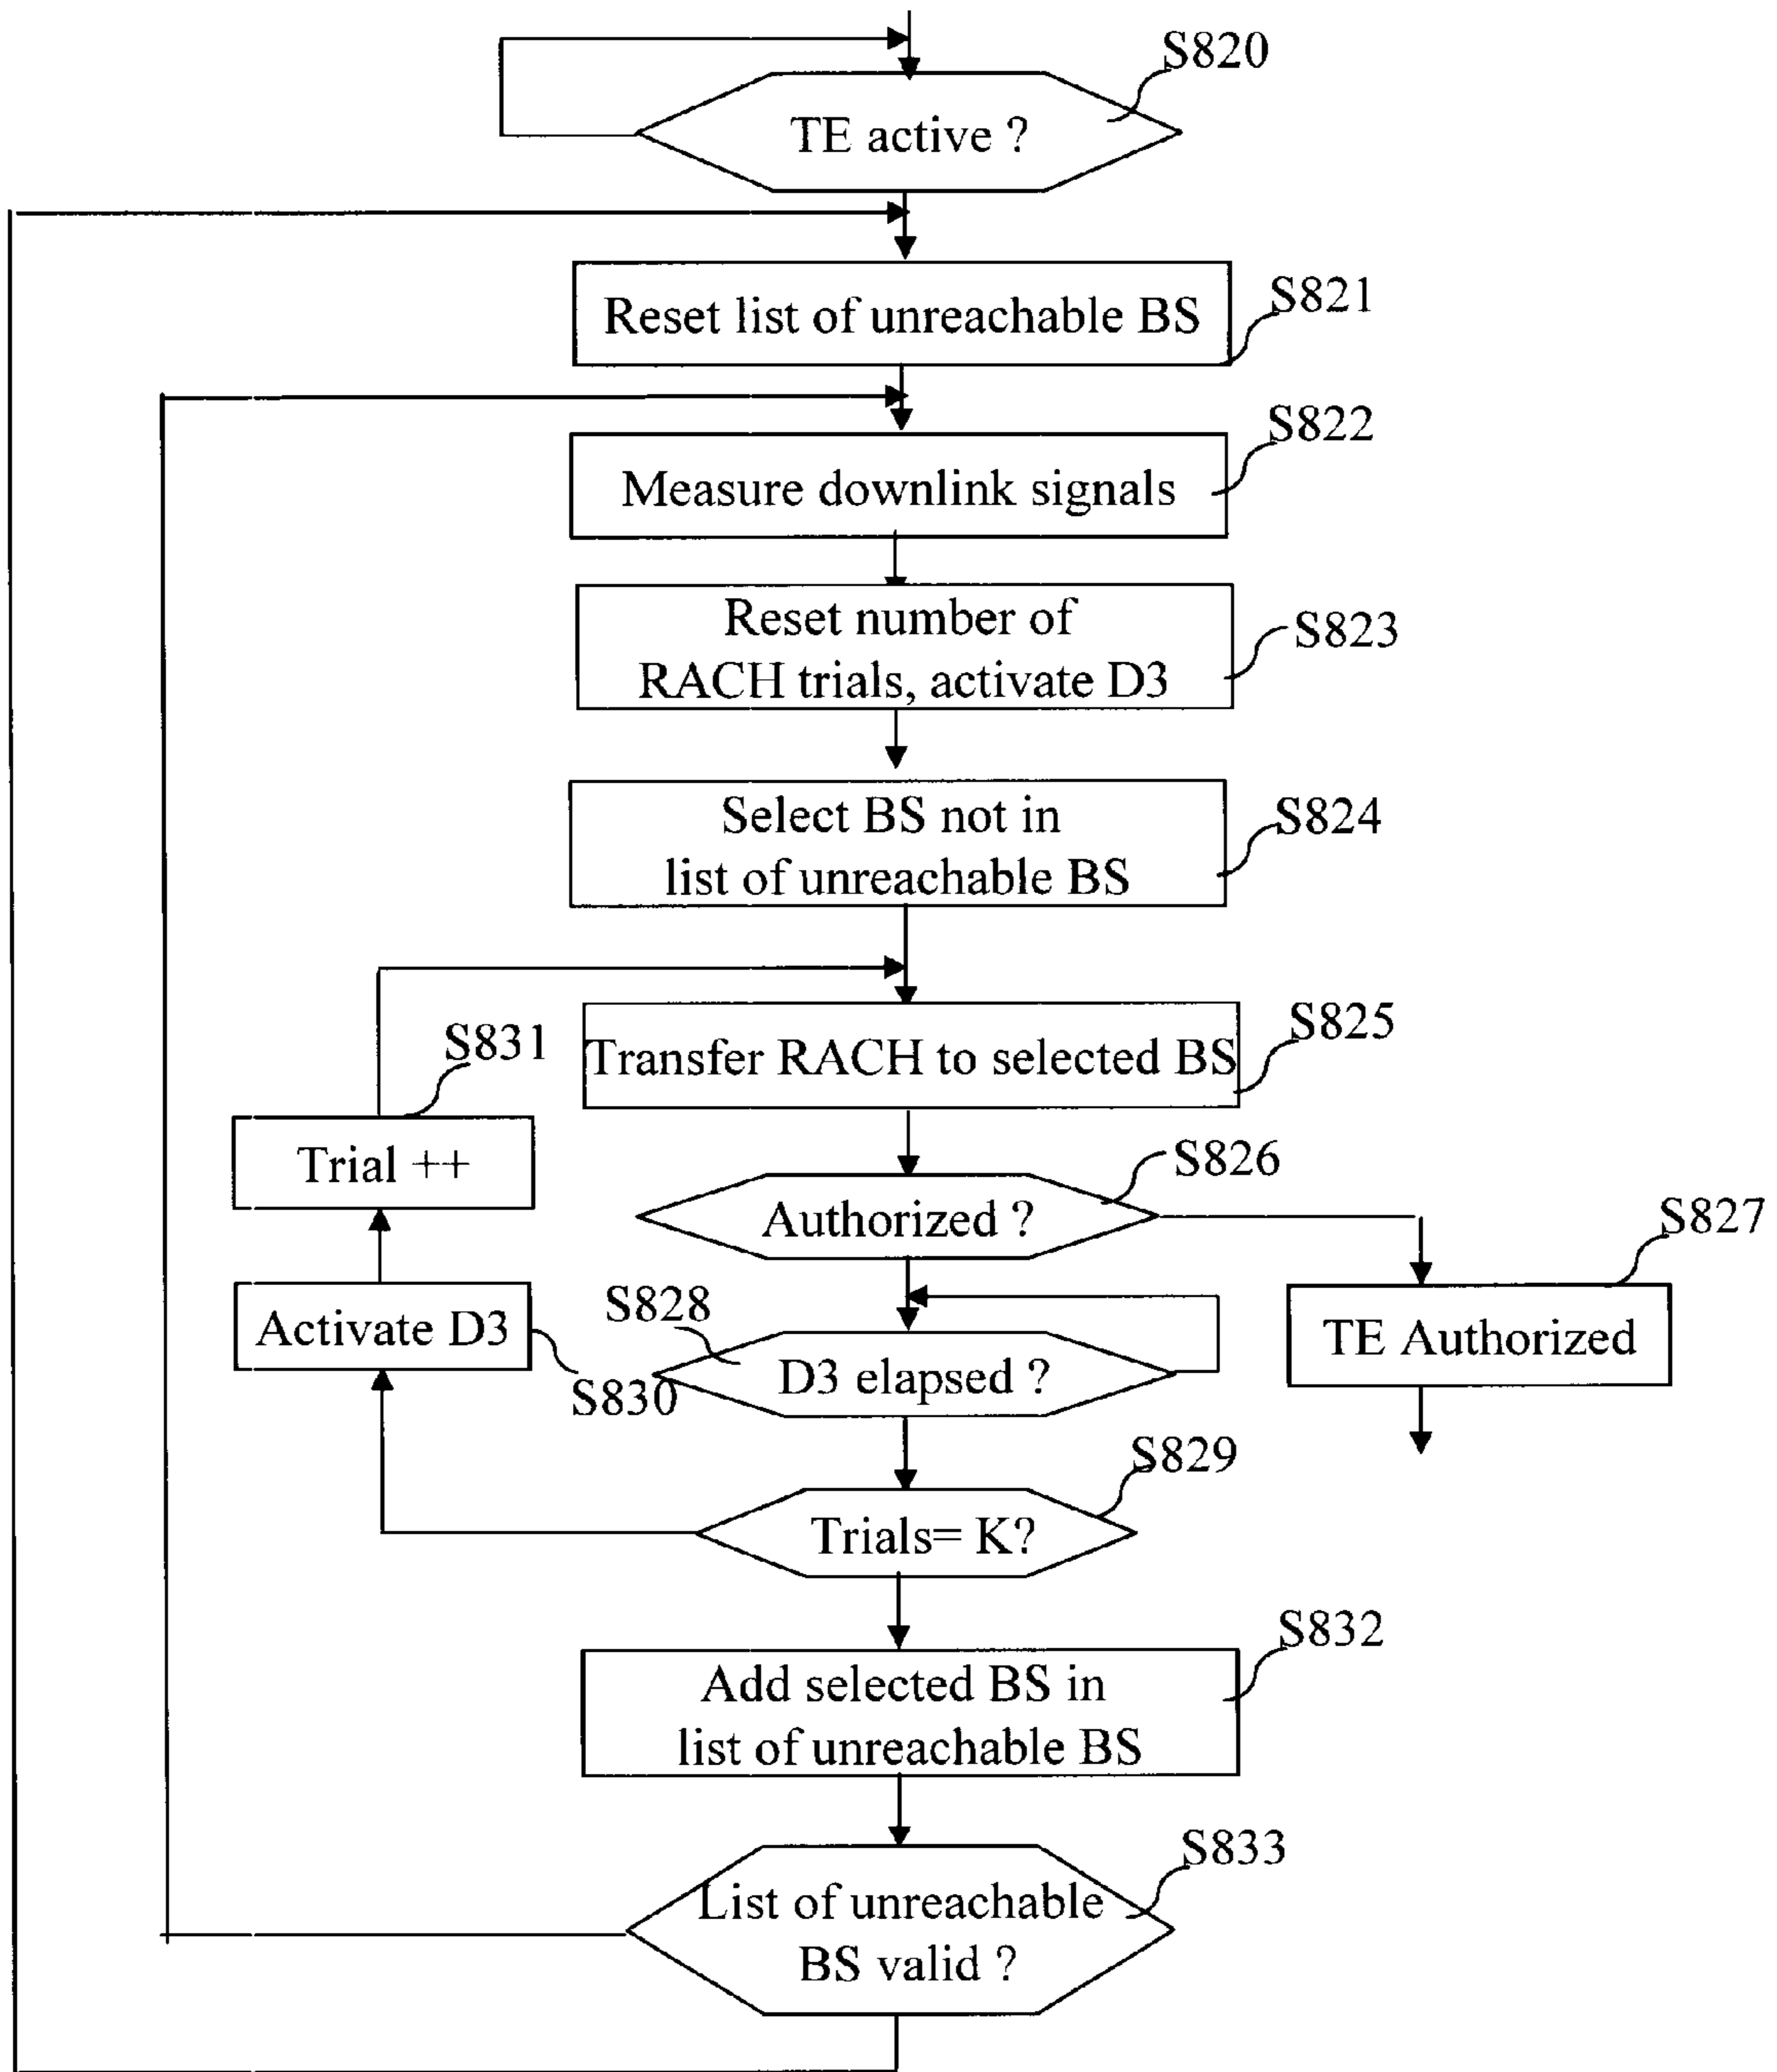 S820
TE active ?
Reset list of unreachable BS
S821
S822
Measure downlink signals
Reset number of
RACH trials, activate D3
S823
Select BS not in
list of unreachable BS
S824
S831
Transfer RACH to selected BS
S825
Trial ++
S826
Authorized ?
S827
Activate D3
S828
TE Authorized
D3 elapsed ?
S830
S829
Trials= K?
S832
Add selected BS in
list of unreachable BS
S833
List of unreachable
BS valid ?